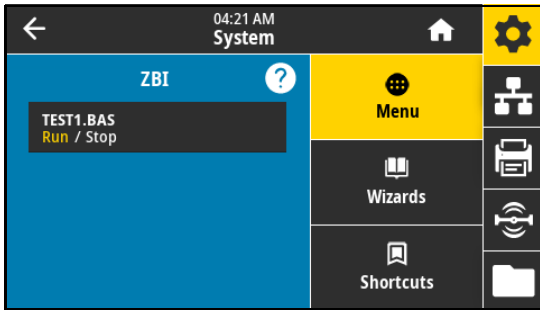 04:21 AM
System
ZBI
?
TEST1.BAS
Run / Stop
Menu
Wizards
Shortcuts